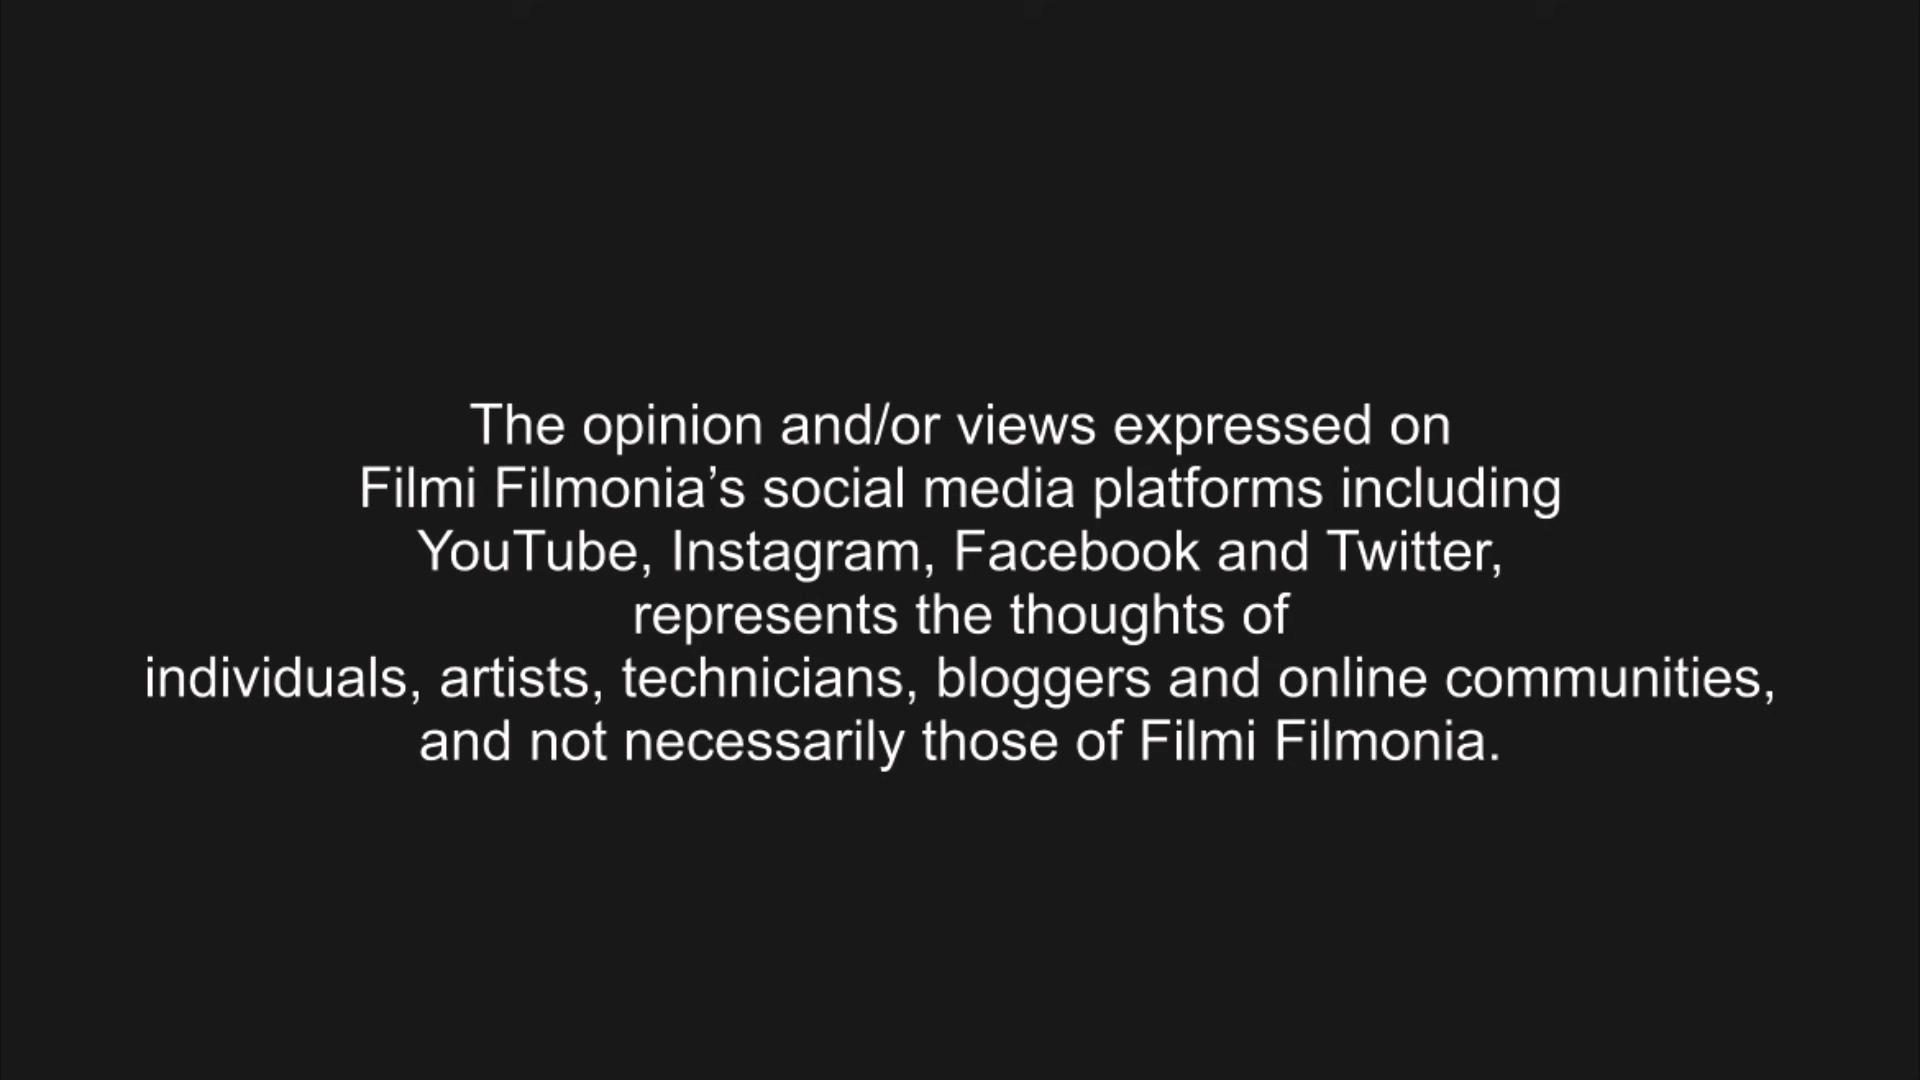 The opinion and/or views expressed on
Filmi Filmonia’s social media platforms including
YouTube, Instagram, Facebook and Twitter,
represents the thoughts of
individuals, artists, technicians, bloggers and online communities,
and not necessarily those of Filmi Filmonia.